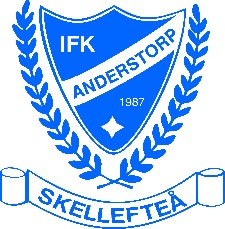 IFK
ANDERSTORP
1987
SKELLEFTEÅ